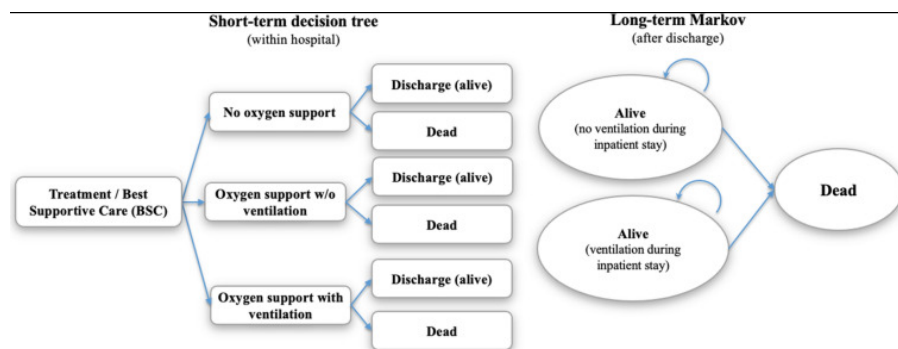 Short-term decision tree
(within hospital)
Long-term Markov
(after discharge)
Treatment / Best
Supportive Care (BSC)
No oxygen support
Discharge (alive)
Dead
Oxygen support w/o
ventilation
Discharge (alive)
Dead
Oxygen support with
ventilation
Discharge (alive)
Dead
Alive
(no ventilation during
inpatient stay)
Alive
(ventilation during
inpatient stay)
Dead